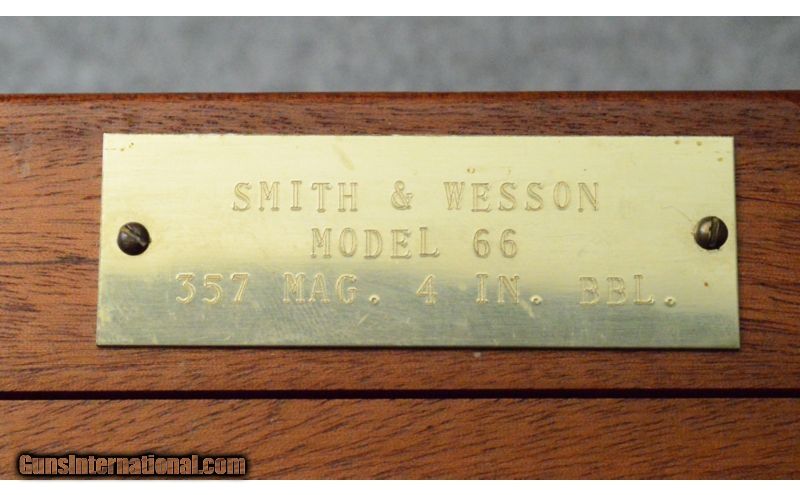 SMITH & WESSON
MODEL 66
357 MAG. 4 IN. BBL.
GunsInternational.com